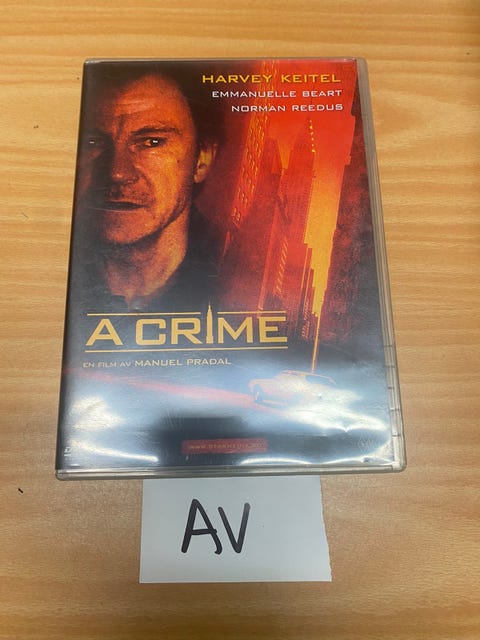 HARVEY KEITEL
EMMANUELLE BEART
NORMAN REEDUS
A CRIME
EN FILM AV MANUEL PRADAL
AV